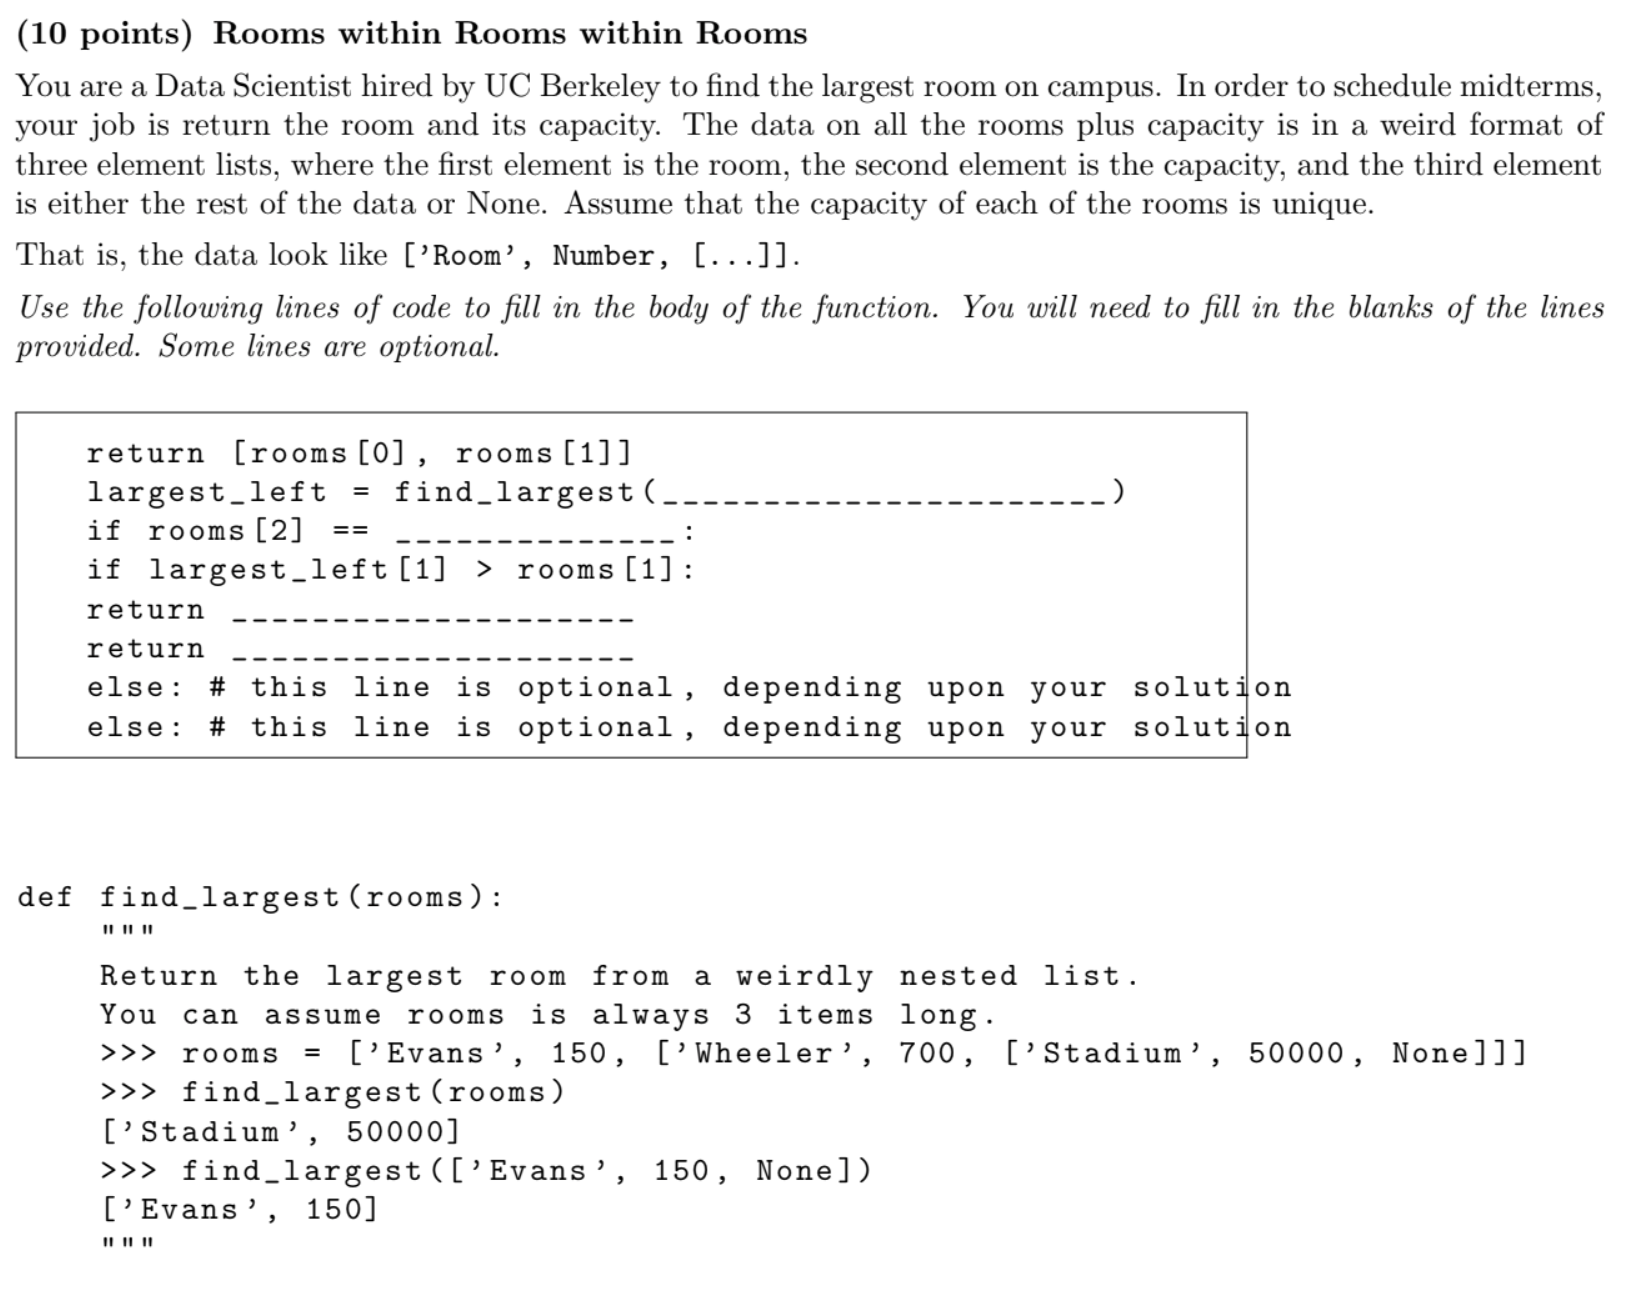 (10 points) Rooms within Rooms within Rooms
You are a Data Scientist hired by UC Berkeley to find the largest room on campus. In order to schedule midterms,
your job is return the room and its capacity. The data on all the rooms plus capacity is in a weird format of
three element lists, where the first element is the room, the second element is the capacity, and the third element
is either the rest of the data or None. Assume that the capacity of each of the rooms is unique.
That is, the data look like [’Room’, Number, [...]].
Use the following lines of code to fill in the body of the function. You will need to fill in the blanks of the lines
provided. Some lines are optional.
return [rooms[0], rooms[1]]
largest_left = find_largest(______________________)
if rooms[2] == ______________:
if largest_left[1] > rooms[1]:
return ____________________
return ____________________
else: # this line is optional, depending upon your solution
else: # this line is optional, depending upon your solution
def find_largest(rooms):
"""
Return the largest room from a weirdly nested list.
You can assume rooms is always 3 items long.
>>> rooms = [’Evans’, 150, [’Wheeler’, 700, [’Stadium’, 50000, None]]]
>>> find_largest(rooms)
[’Stadium’, 50000]
>>> find_largest([’Evans’, 150, None])
[’Evans’, 150]
"""